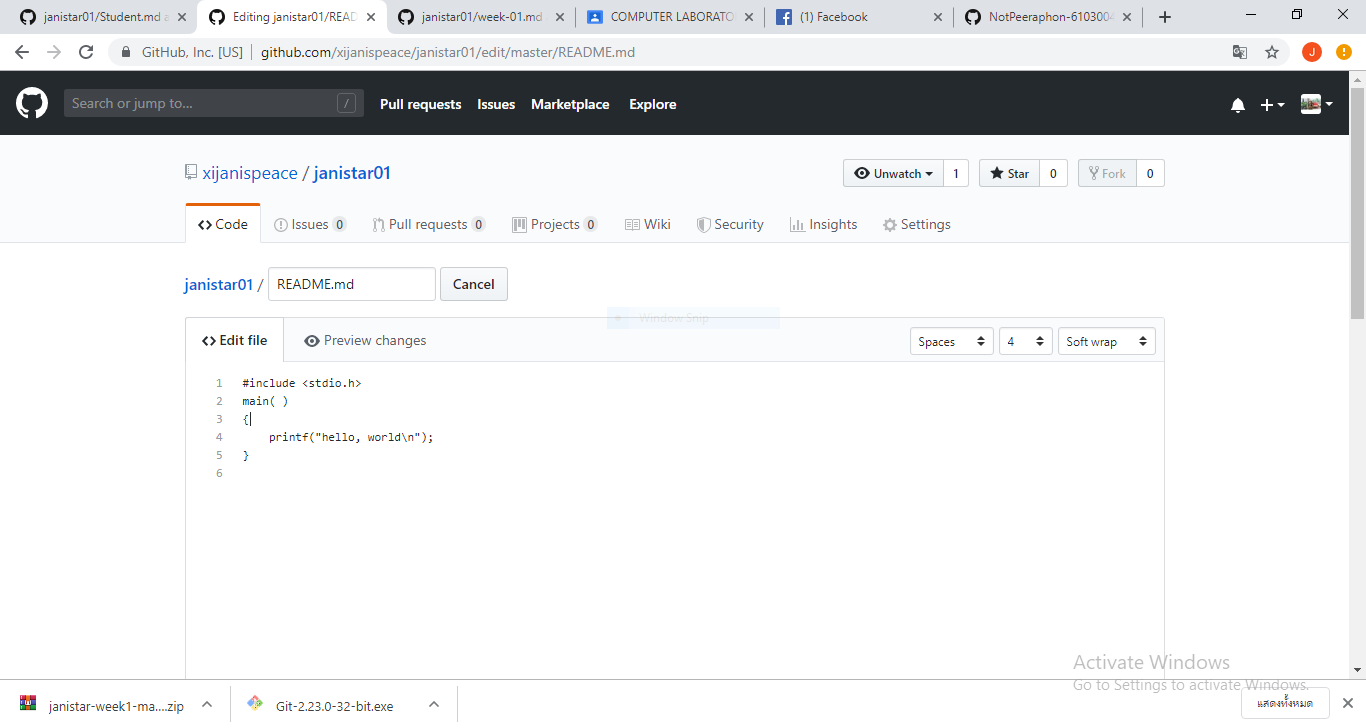 janistar01/Student.md a
Editing janistar01/READ
janistar01/week-01.md
COMPUTER LABORATO
(1) Facebook
NotPeeraphon-6103004
GitHub, Inc. [US]
github.com/xijanispeace/janistar01/edit/master/README.md
J
Search or jump to...
/
Pull requests
Issues
Marketplace
Explore
xijanispeace / janistar01
Unwatch
1
Star
0
Fork
0
Code
Issues 0
Pull requests 0
Projects 0
Wiki
Security
Insights
Settings
janistar01 / README.md
Cancel
Window Snip
Edit file
Preview changes
Spaces
4
Soft wrap
1 #include <stdio.h>
2 main( )
3 {
4     printf("hello, world\n");
5 }
6
Activate Windows
Go to Settings to activate Windows.
janistar-week1-ma....zip
Git-2.23.0-32-bit.exe
แสดงทั้งหมด